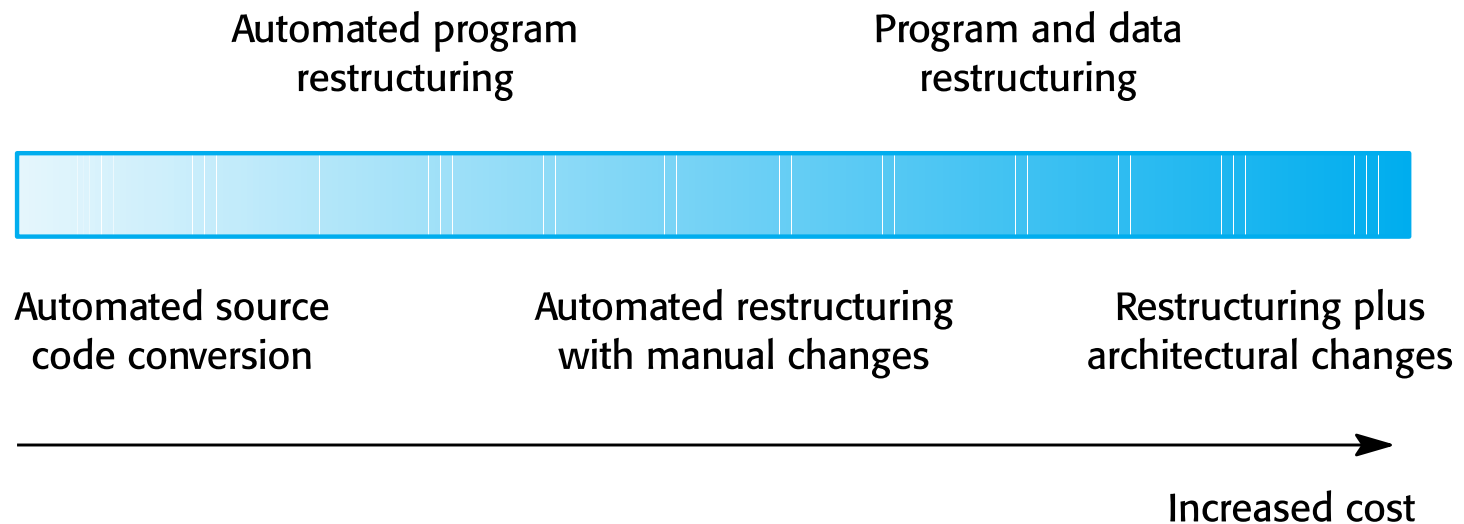 Automated program
restructuring
Program and data
restructuring
Automated source
code conversion
Automated restructuring
with manual changes
Restructuring plus
architectural changes
Increased cost